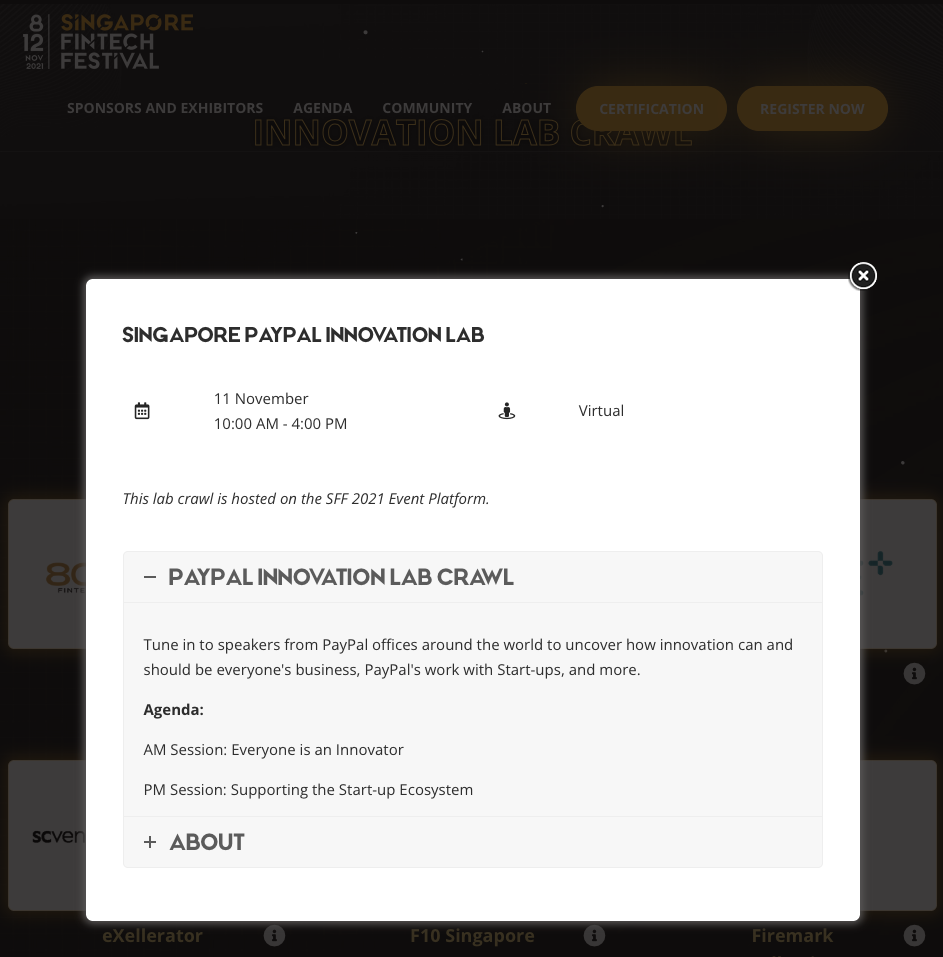 8
12
NOV
2021
SiNGAPORE
FiNTECH
FESTiVAL
SPONSORS AND EXHIBITORS AGENDA COMMUNITY ABOUT CERTIFICATION REGISTER NOW
INNOVATION LAB CRAWL
SINGAPORE PAYPAL INNOVATION LAB
11 November
10:00 AM - 4:00 PM
Virtual
This lab crawl is hosted on the SFF 2021 Event Platform.
80
FINTE
− PAYPAL INNOVATION LAB CRAWL
Tune in to speakers from PayPal offices around the world to uncover how innovation can and
should be everyone's business, PayPal's work with Start-ups, and more.
Agenda:
AM Session: Everyone is an Innovator
PM Session: Supporting the Start-up Ecosystem
scven
+ ABOUT
eXellerator F10 Singapore Firemark